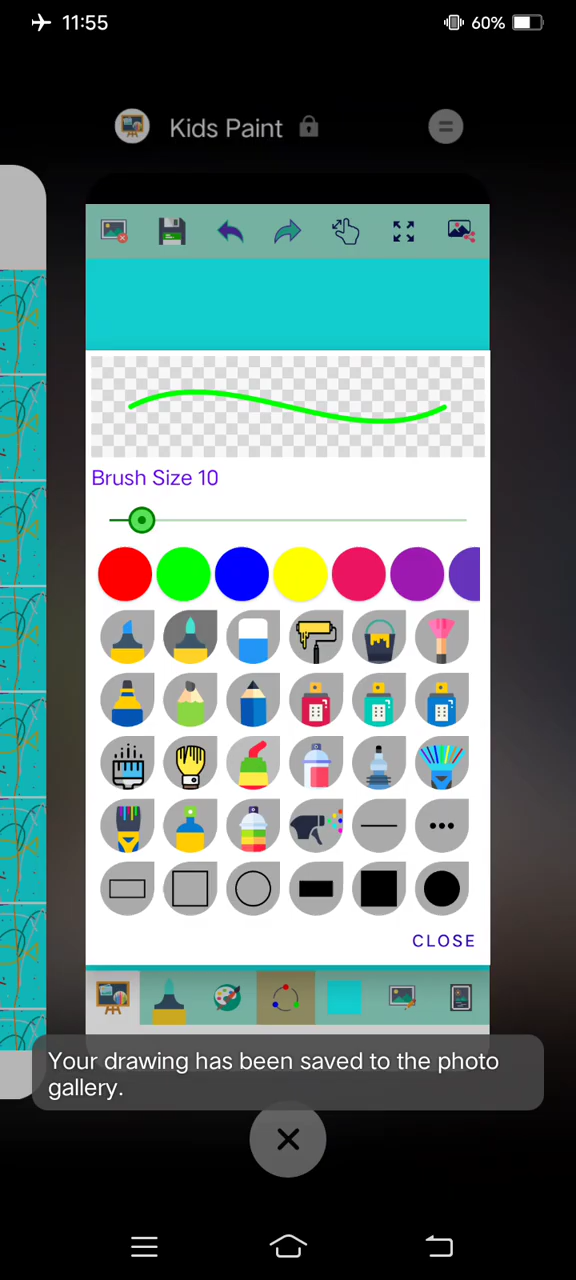 11:55
60%
Kids Paint
Brush Size 10
CLOSE
Your drawing has been saved to the photo
gallery.